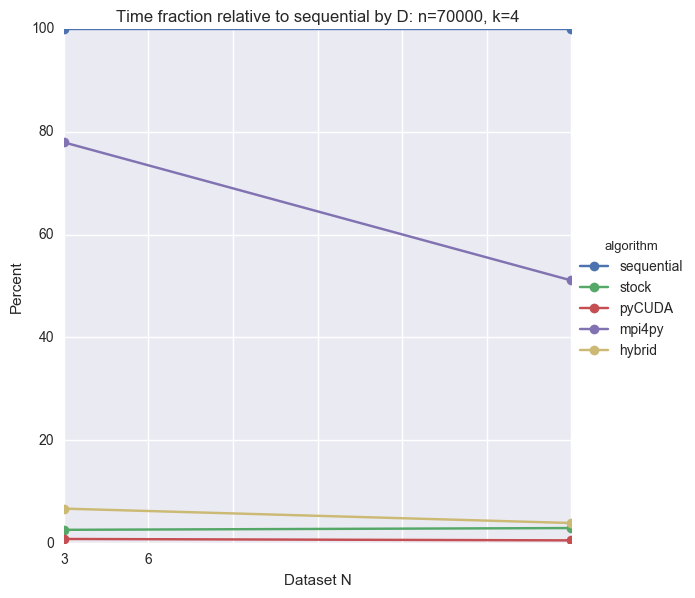 Time fraction relative to sequential by D: n=70000, k=4
100
80
60
40
20
0
Percent
3 6
Dataset N
algorithm
sequential
stock
pyCUDA
mpi4py
hybrid